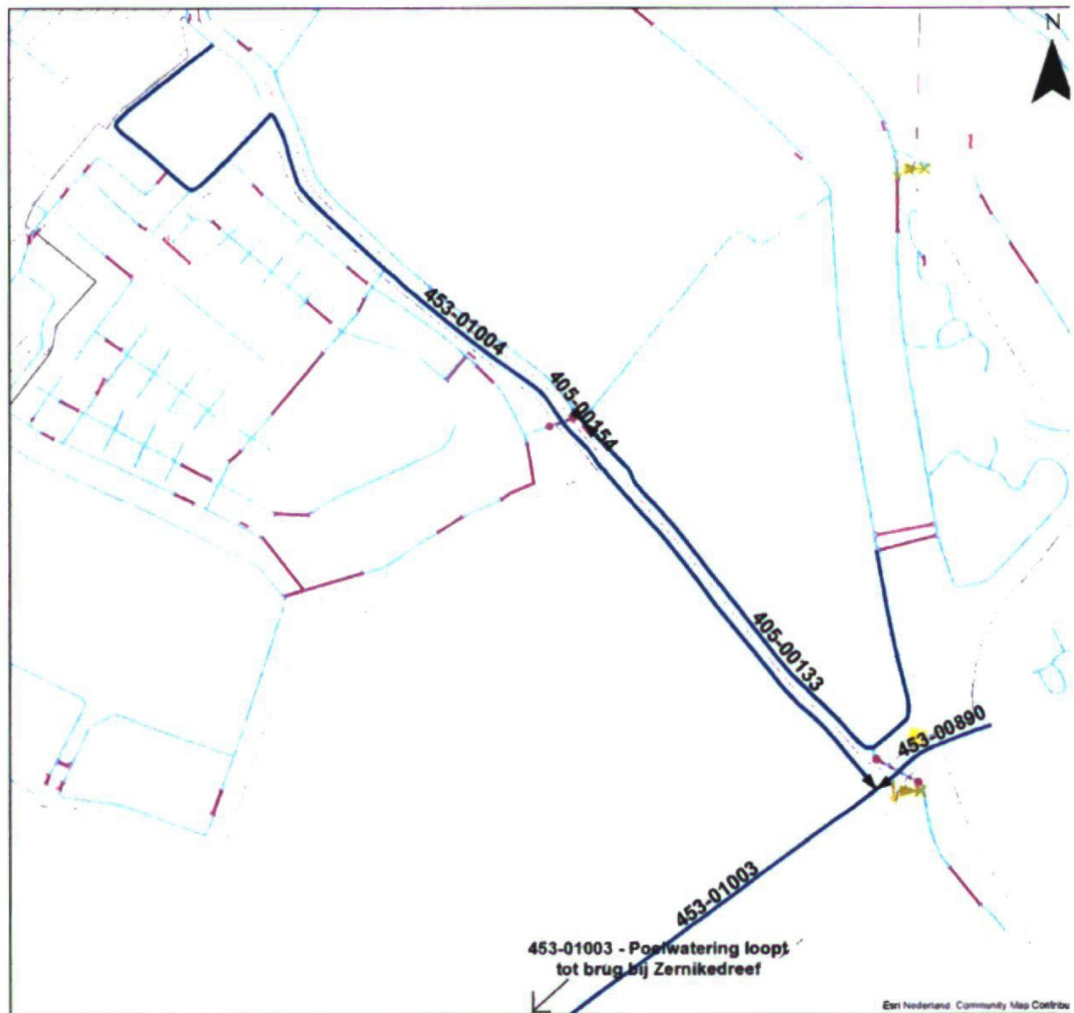 N
453-01004
405-00154
405-00133
453-00890
453-01003
453-01003 - Poelwatering loopt
tot brug bij Zernikedreef
Esri Nederland, Community Map Contribu